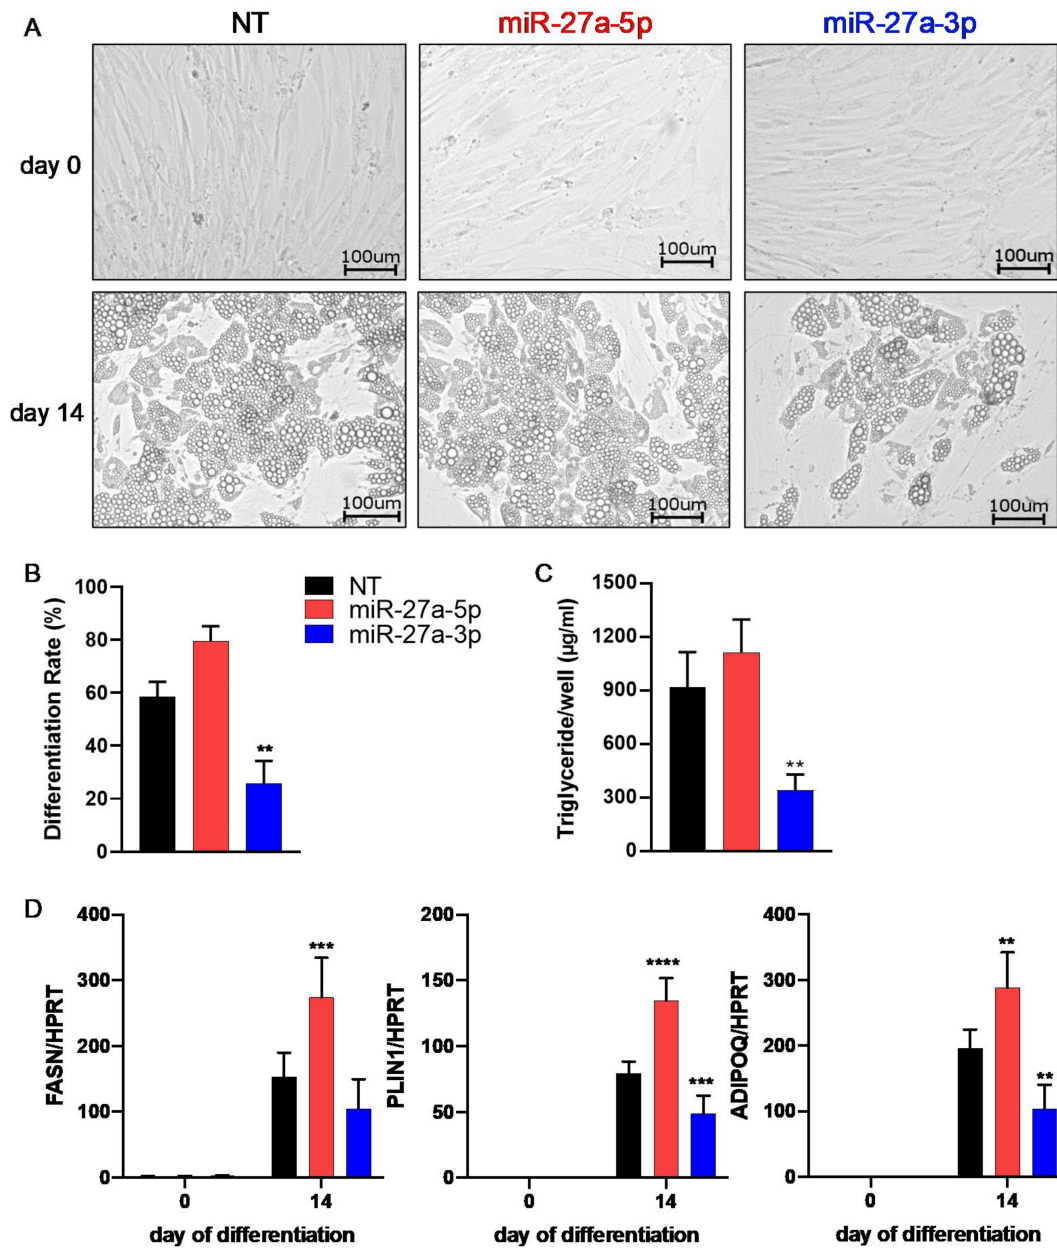 A
NT
miR-27a-5p
miR-27a-3p
day 0
100um
100um
100um
day 14
100um
100um
100um
B
Differentiation Rate (%)
100
80
60
40
20
0
**
NT
miR-27a-5p
miR-27a-3p
C
Triglyceride/well (µg/ml)
1500
1200
900
600
300
0
**
D
FASN/HPRT
400
300
200
100
0
***
0
14
day of differentiation
PLIN1/HPRT
200
150
100
50
0
****
***
0
14
day of differentiation
ADIPOQ/HPRT
400
300
200
100
0
**
**
0
14
day of differentiation